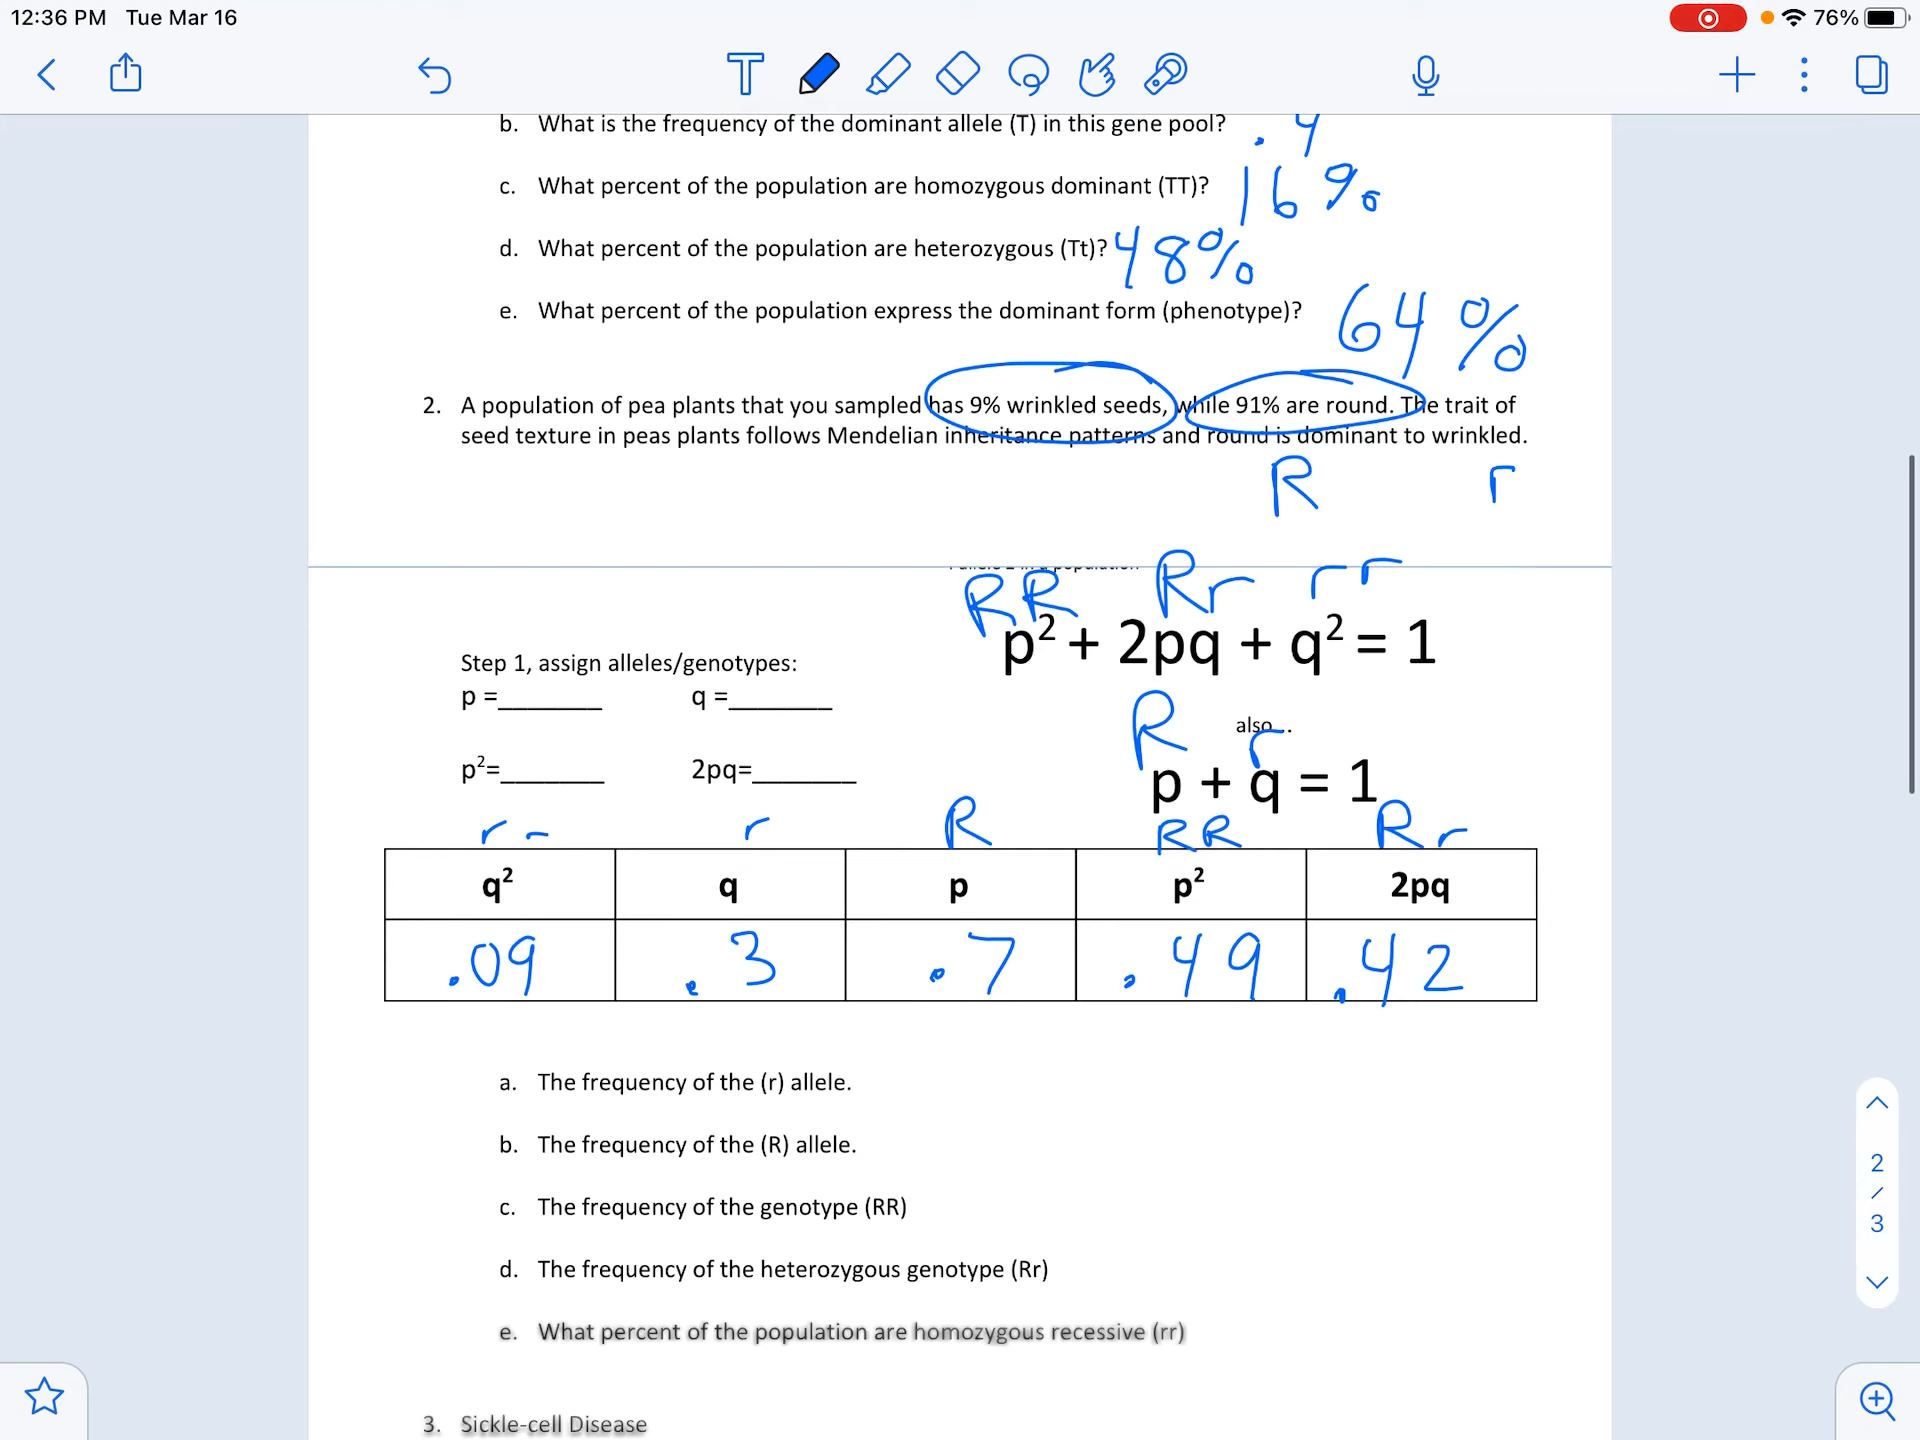 12:36 PM Tue Mar 16 76%
b. What is the frequency of the dominant allele (T) in this gene pool? .4
c. What percent of the population are homozygous dominant (TT)? 16%
d. What percent of the population are heterozygous (Tt)? 48%
e. What percent of the population express the dominant form (phenotype)? 64%
2. A population of pea plants that you sampled has 9% wrinkled seeds, while 91% are round. The trait of
seed texture in peas plants follows Mendelian inheritance patterns and round is dominant to wrinkled.
R r
RR Rr rr
p² + 2pq + q² = 1
Step 1, assign alleles/genotypes:
p =_______ q =_______
R also... r
p²=_______ 2pq=_______
p + q = 1
rr r R RR Rr
q² q p p² 2pq
.09 .3 .7 .49 .42
a. The frequency of the (r) allele.
b. The frequency of the (R) allele.
c. The frequency of the genotype (RR)
d. The frequency of the heterozygous genotype (Rr)
e. What percent of the population are homozygous recessive (rr)
3. Sickle-cell Disease
2
/
3